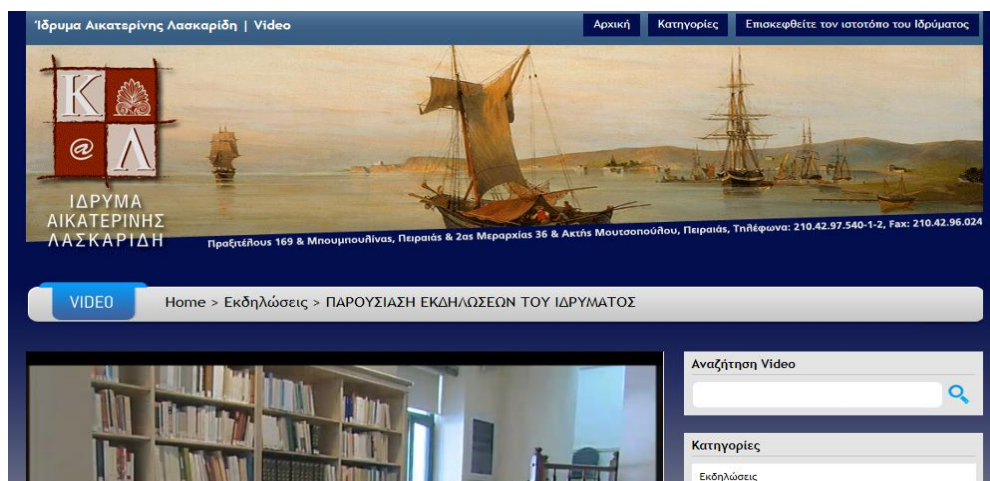 Ίδρυμα Αικατερίνης Λασκαρίδη | Video
Αρχική
Κατηγορίες
Επισκεφθείτε τον ιστοτόπο του Ιδρύματος
Κ
@ Λ
ΙΔΡΥΜΑ
ΑΙΚΑΤΕΡΙΝΗΣ
ΛΑΣΚΑΡΙΔΗ
Πραξιτέλους 169 & Μπουμπουλίνας, Πειραιάς & 2ας Μεραρχίας 36 & Ακτής Μουτσοπούλου, Πειραιάς, Τηλέφωνα: 210.42.97.540-1-2, Fax: 210.42.96.024
VIDEO
Home > Εκδηλώσεις > ΠΑΡΟΥΣΙΑΣΗ ΕΚΔΗΛΩΣΕΩΝ ΤΟΥ ΙΔΡΥΜΑΤΟΣ
Αναζήτηση Video
Κατηγορίες
Εκδηλώσεις